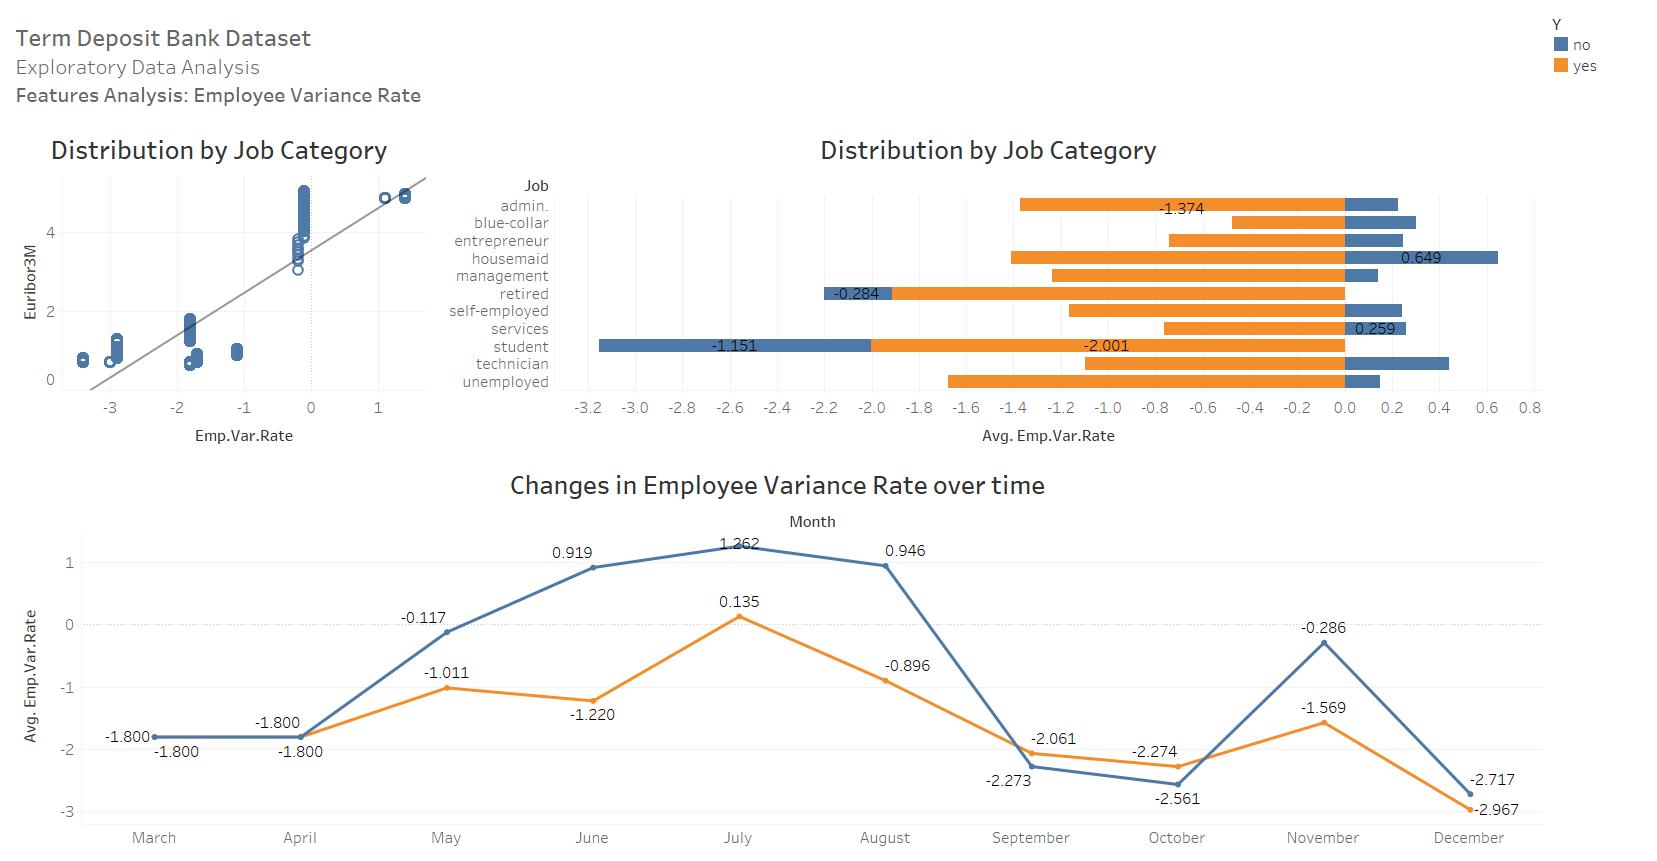 Term Deposit Bank Dataset
Exploratory Data Analysis
Features Analysis: Employee Variance Rate
Y
no
yes
Distribution by Job Category
Euribor3M
4
2
0
-3 -2 -1 0 1
Emp.Var.Rate
Distribution by Job Category
Job
admin. -1.374
blue-collar
entrepreneur
housemaid 0.649
management
retired -0.284
self-employed
services 0.259
student -1.151 -2.001
technician
unemployed
-3.2 -3.0 -2.8 -2.6 -2.4 -2.2 -2.0 -1.8 -1.6 -1.4 -1.2 -1.0 -0.8 -0.6 -0.4 -0.2 0.0 0.2 0.4 0.6 0.8
Avg. Emp.Var.Rate
Changes in Employee Variance Rate over time
Month
Avg. Emp.Var.Rate
1
0
-1
-2
-3
-1.800 -1.800 -0.117 0.919 1.262 0.946 -2.273 -2.561 -0.286 -2.717
-1.800 -1.800 -1.011 -1.220 0.135 -0.896 -2.061 -2.274 -1.569 -2.967
March April May June July August September October November December